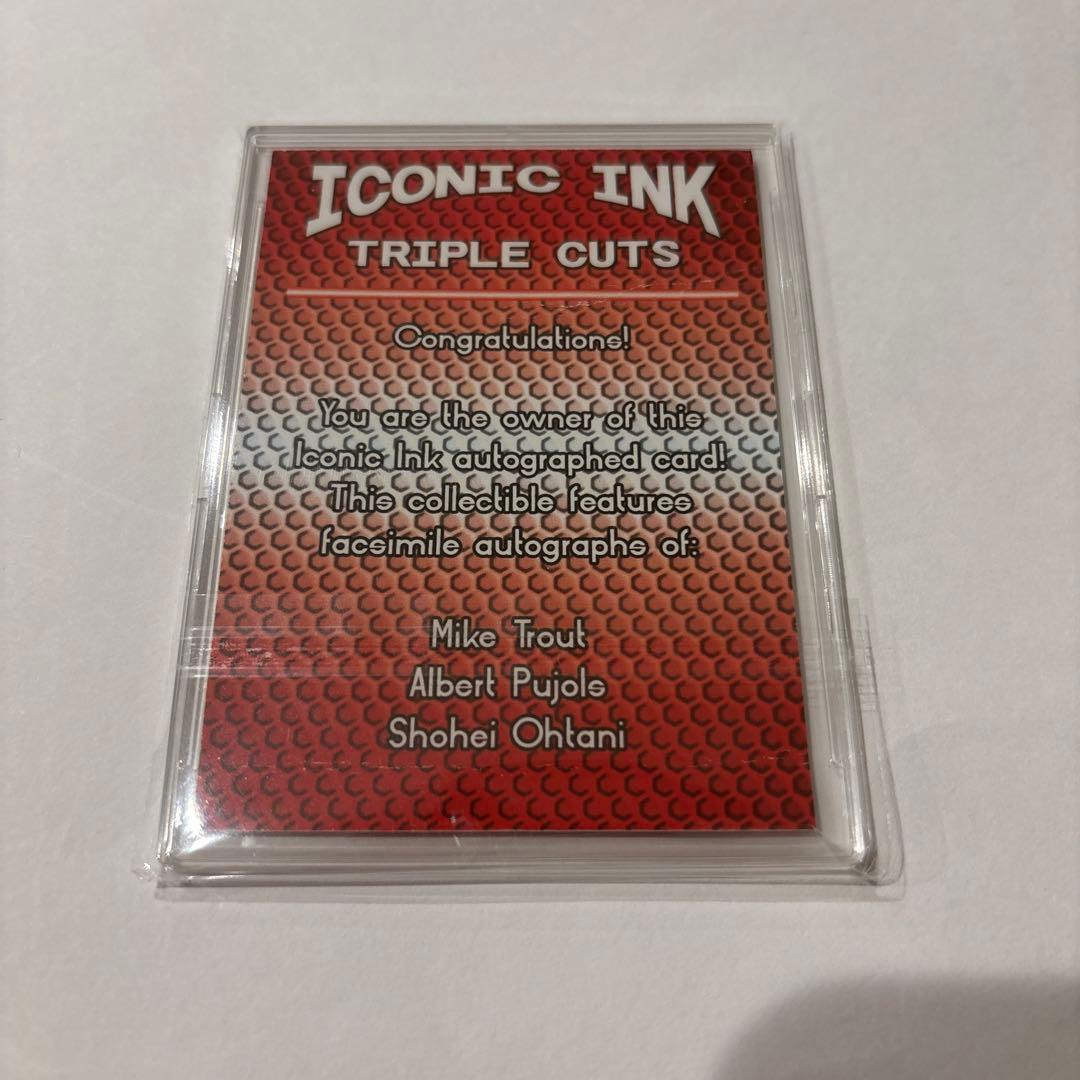 ICONIC INK
TRIPLE CUTS
Congratulations!
You are the owner of this
Iconic Ink autographed card!
This collectible features
facsimile autographs of:
Mike Trout
Albert Pujols
Shohei Ohtani